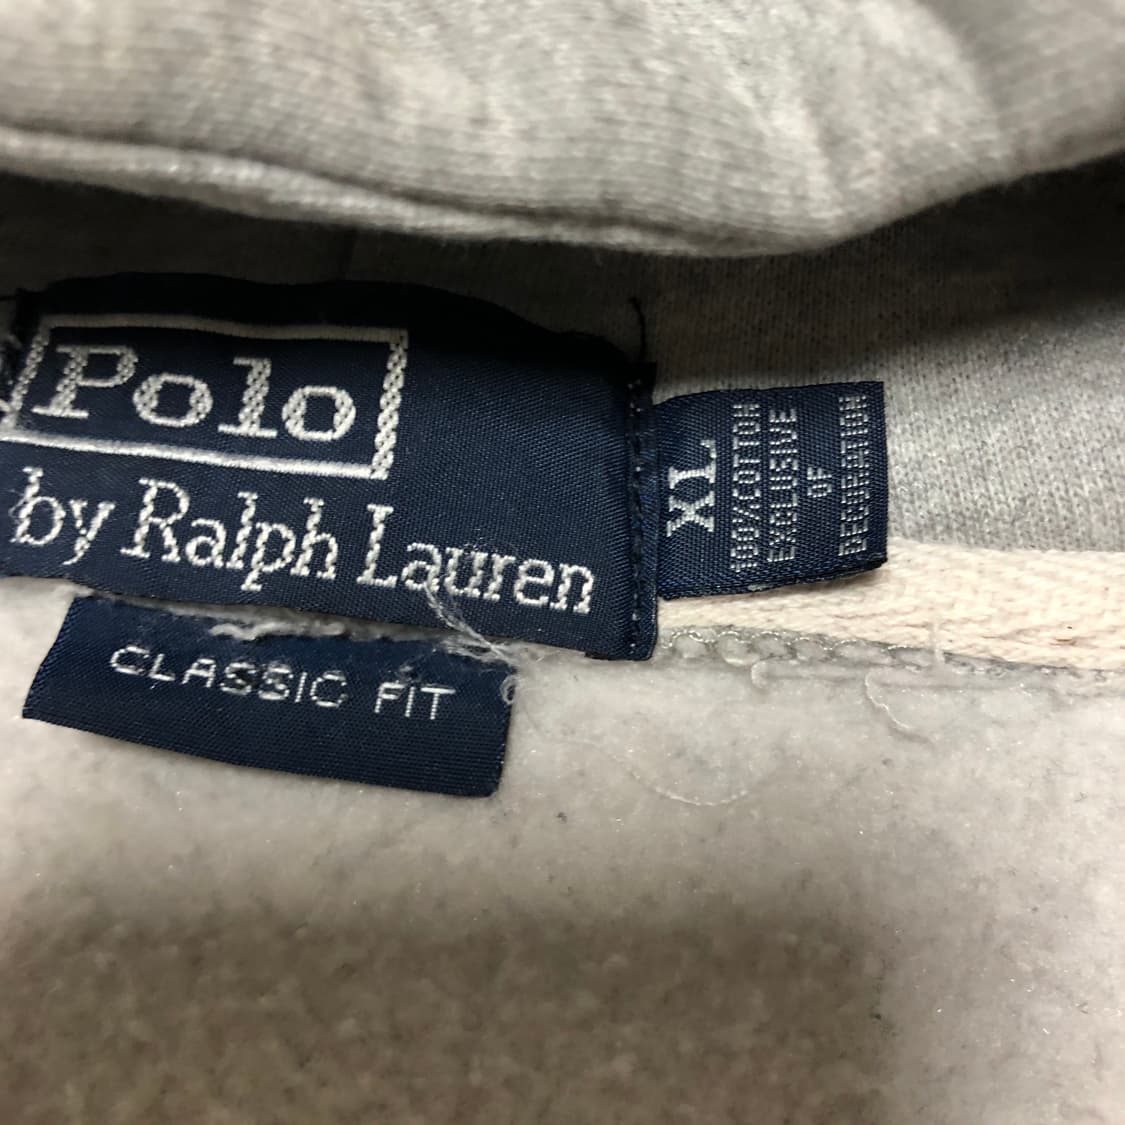 Polo
by Ralph Lauren
XL
100%COTTON
EXCLUSIVE
OF
DECORATION
CLASSIC FIT